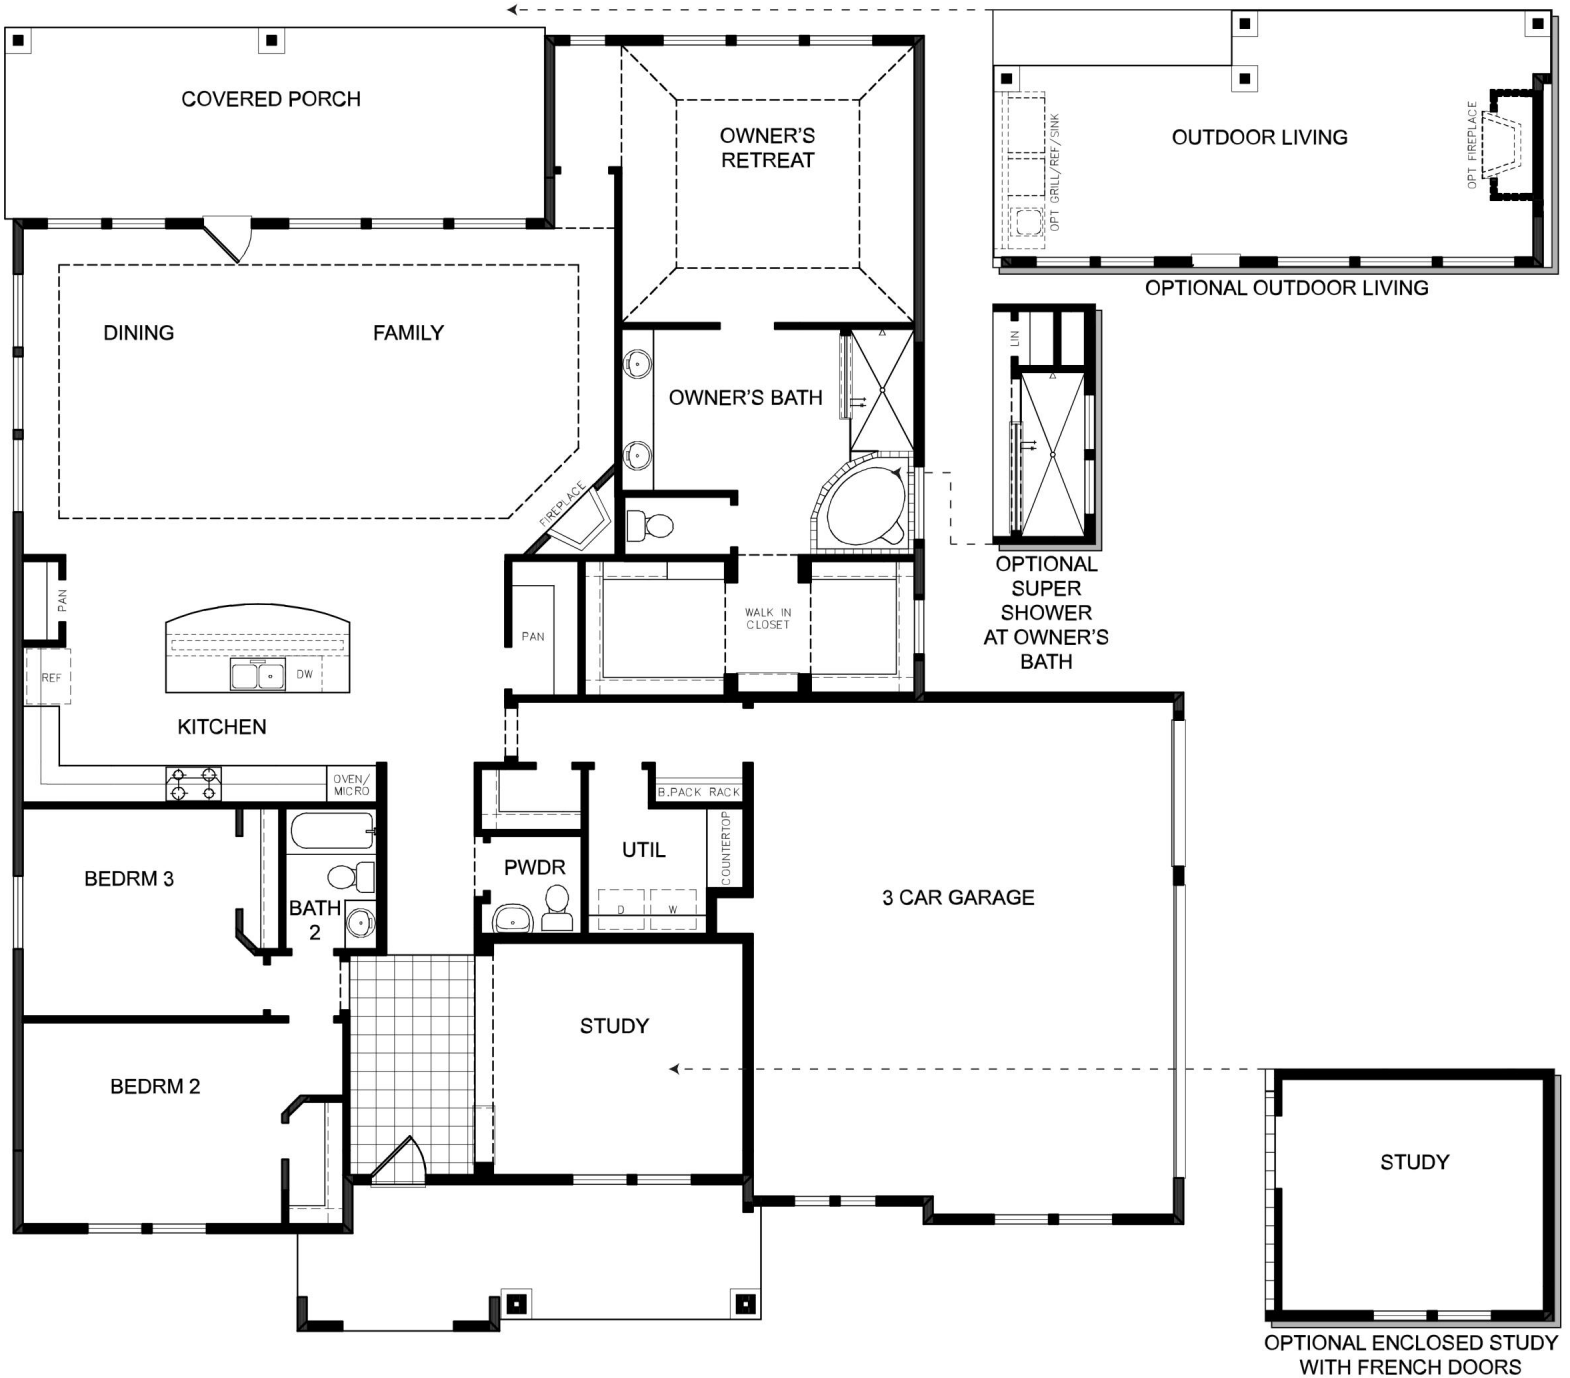 COVERED PORCH
OWNER'S
RETREAT
OUTDOOR LIVING
OPT GRILL/REF/SINK
OPT FIREPLACE
OPTIONAL OUTDOOR LIVING
DINING
FAMILY
OWNER'S BATH
LIN
FIREPLACE
OPTIONAL
SUPER
SHOWER
AT OWNER'S
BATH
PAN
PAN
WALK IN
CLOSET
REF
DW
KITCHEN
OVEN/
MICRO
B.PACK RACK
COUNTERTOP
UTIL
PWDR
D
W
BEDRM 3
BATH
2
3 CAR GARAGE
STUDY
BEDRM 2
STUDY
OPTIONAL ENCLOSED STUDY
WITH FRENCH DOORS